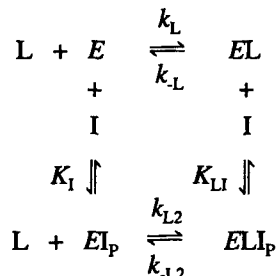 k_L
L + E ⇌ EL
k_-L
+ +
I I
K_I ⇌ K_LI ⇌
k_L2
L + EI_P ⇌ ELI_P
k_-L2